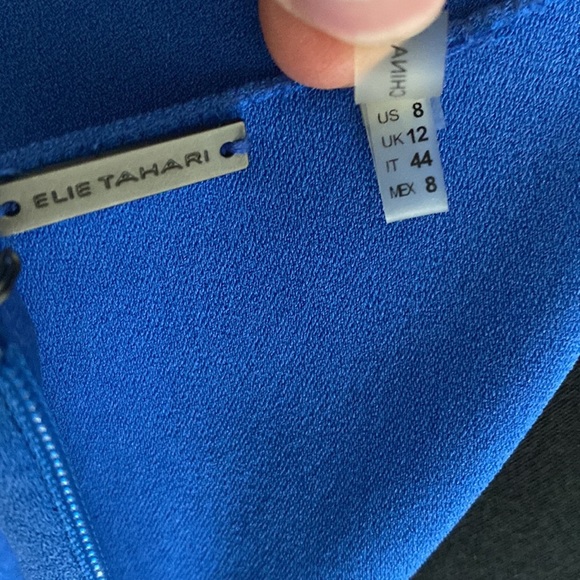 ELIE TAHARI
CHINA
US 8
UK 12
IT 44
MEX 8